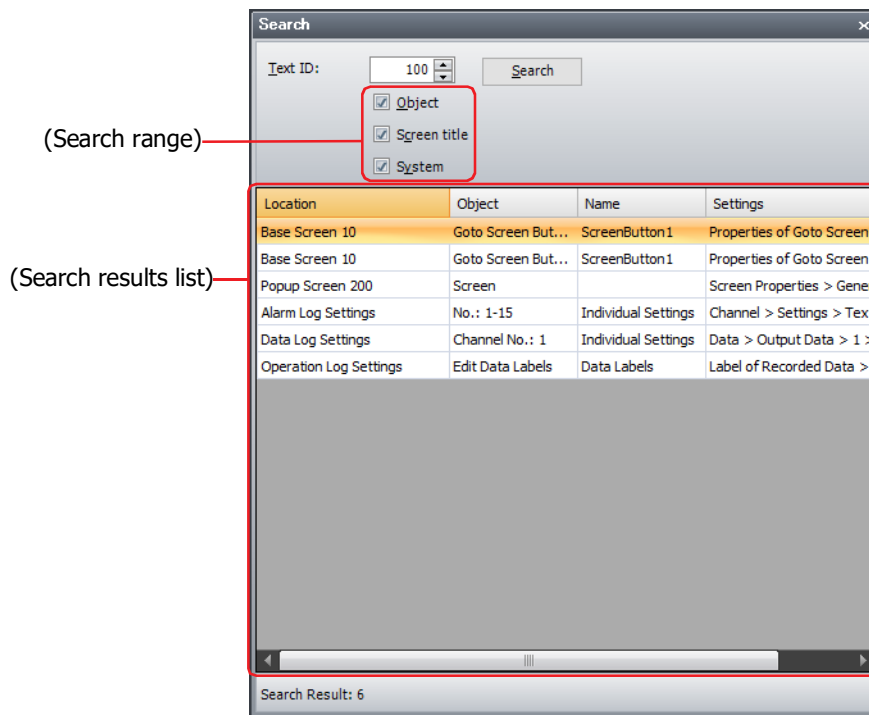 Search
Text ID: 100 Search
Object
(Search range) Screen title
System
Location Object Name Settings
Base Screen 10 Goto Screen But... ScreenButton1 Properties of Goto Screen
Base Screen 10 Goto Screen But... ScreenButton1 Properties of Goto Screen
(Search results list) Popup Screen 200 Screen Screen Properties > Gene
Alarm Log Settings No.: 1-15 Individual Settings Channel > Settings > Tex
Data Log Settings Channel No.: 1 Individual Settings Data > Output Data > 1 >
Operation Log Settings Edit Data Labels Data Labels Label of Recorded Data >
Search Result: 6